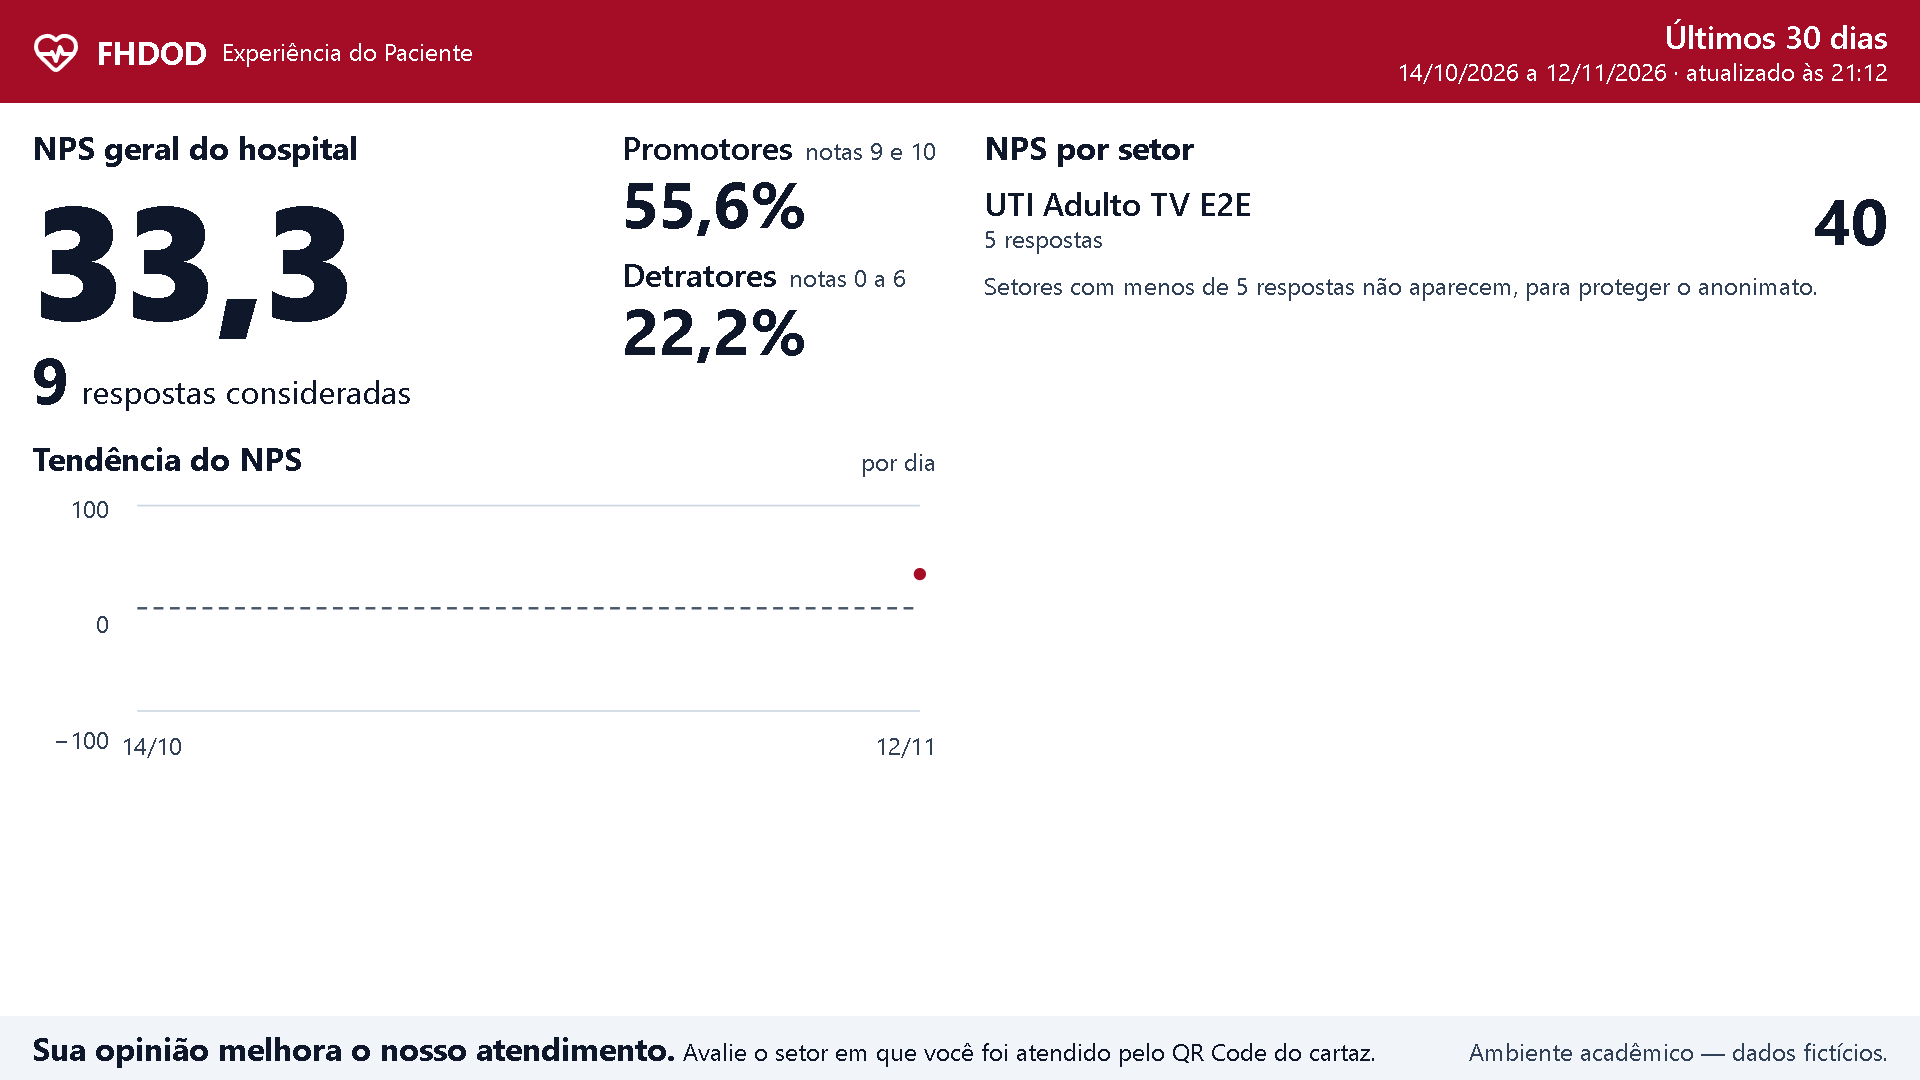 FHDOD Experiência do Paciente
Últimos 30 dias
14/10/2026 a 12/11/2026 · atualizado às 21:12
NPS geral do hospital
33,3
9 respostas consideradas
Promotores notas 9 e 10
55,6%
Detratores notas 0 a 6
22,2%
Tendência do NPS
por dia
100
0
−100
14/10
12/11
NPS por setor
UTI Adulto TV E2E
5 respostas
40
Setores com menos de 5 respostas não aparecem, para proteger o anonimato.
Sua opinião melhora o nosso atendimento. Avalie o setor em que você foi atendido pelo QR Code do cartaz.
Ambiente acadêmico — dados fictícios.